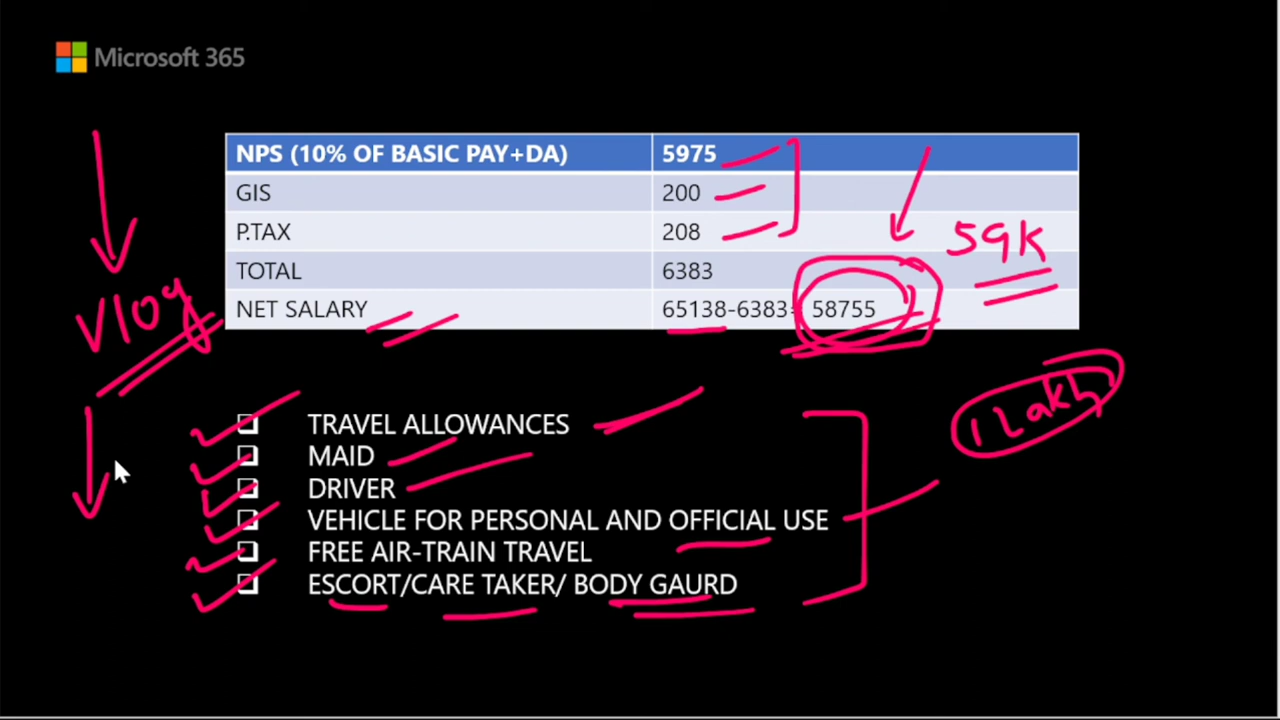 Microsoft 365
NPS (10% OF BASIC PAY+DA) 5975
GIS 200
P.TAX 208
59K
TOTAL 6383
Vlog
NET SALARY 65138-6383= 58755
1 Lakh
TRAVEL ALLOWANCES
MAID
DRIVER
VEHICLE FOR PERSONAL AND OFFICIAL USE
FREE AIR-TRAIN TRAVEL
ESCORT/CARE TAKER/ BODY GAURD